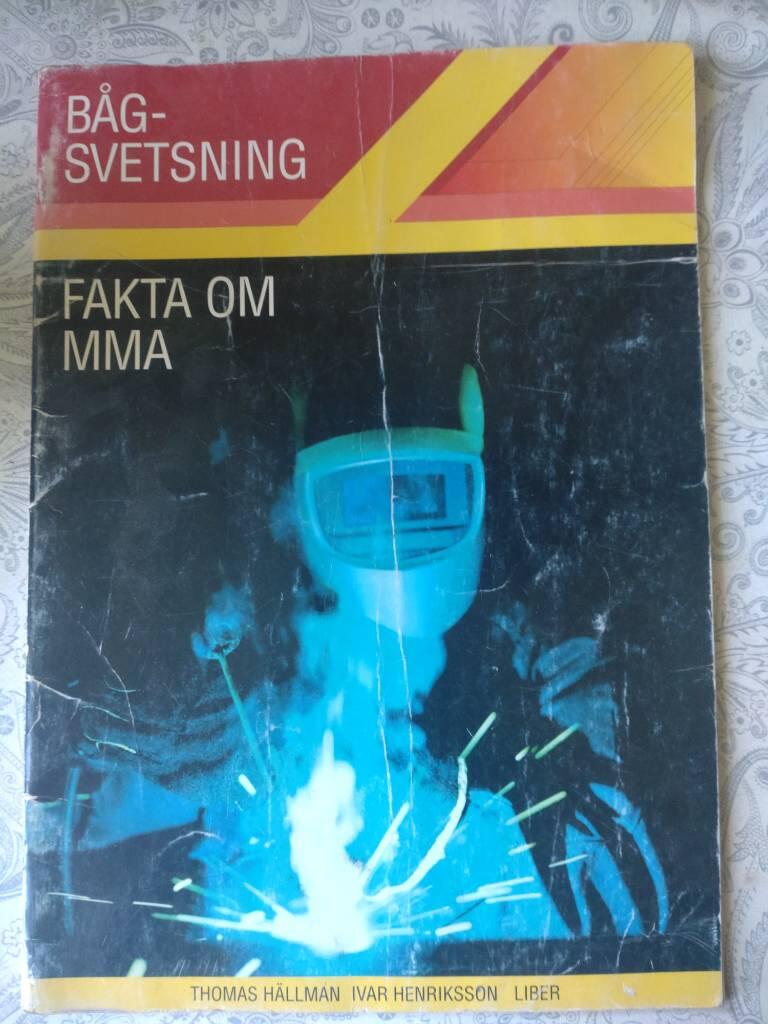 BÅG-
SVETSNING
FAKTA OM
MMA
THOMAS HÄLLMAN IVAR HENRIKSSON LIBER